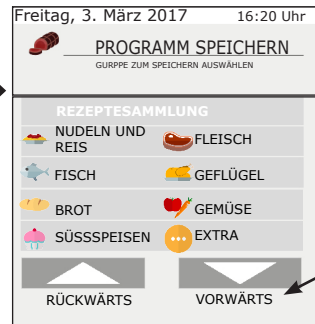 Freitag, 3. März 2017 16:20 Uhr
PROGRAMM SPEICHERN
GURPPE ZUM SPEICHERN AUSWÄHLEN
REZEPTESAMMLUNG
NUDELN UND
REIS
FLEISCH
FISCH
GEFLÜGEL
BROT
GEMÜSE
SÜSSSPEISEN
EXTRA
RÜCKWÄRTS
VORWÄRTS